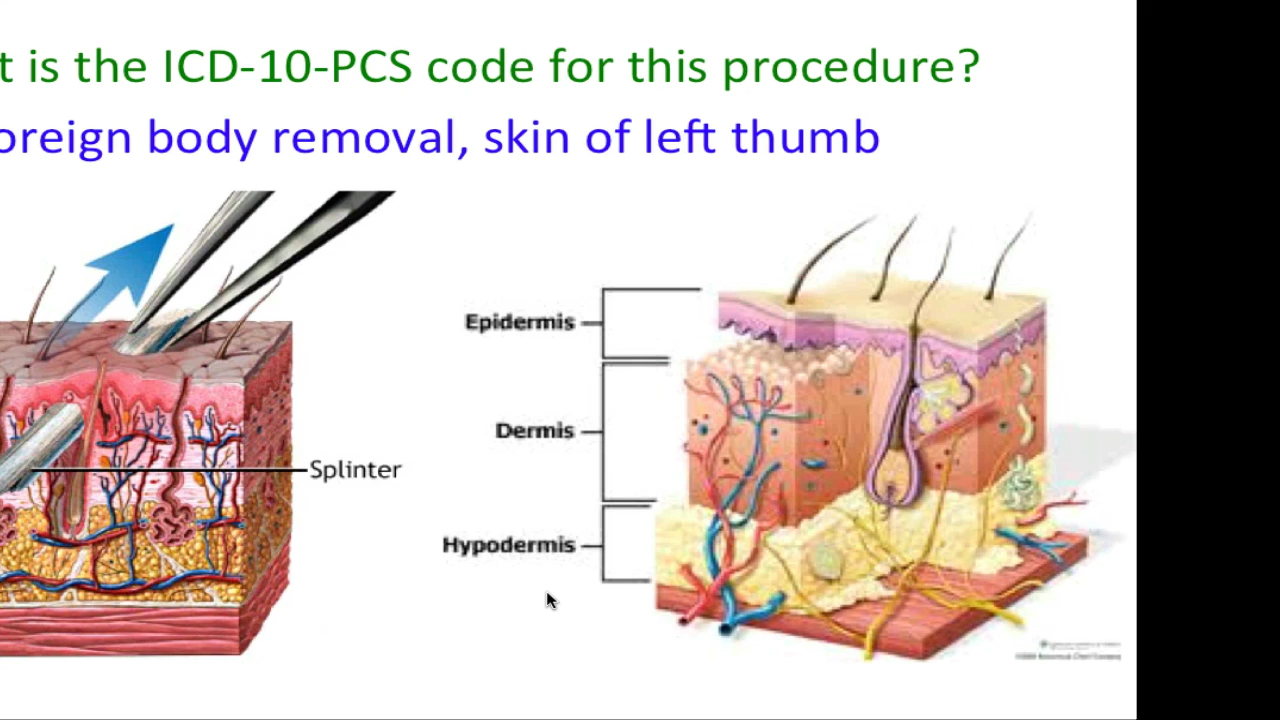 t is the ICD-10-PCS code for this procedure?
oreign body removal, skin of left thumb
Epidermis
Dermis
Splinter
Hypodermis